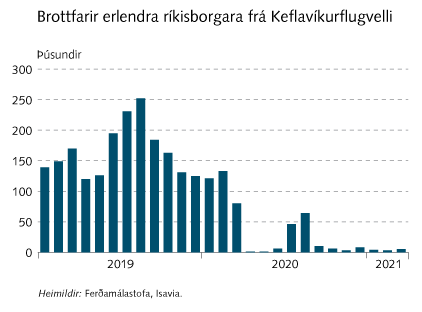 Brottfarir erlendra ríkisborgara frá Keflavíkurflugvelli
Þúsundir
300
250
200
150
100
50
0
2019 2020 2021
Heimildir: Ferðamálastofa, Isavia.